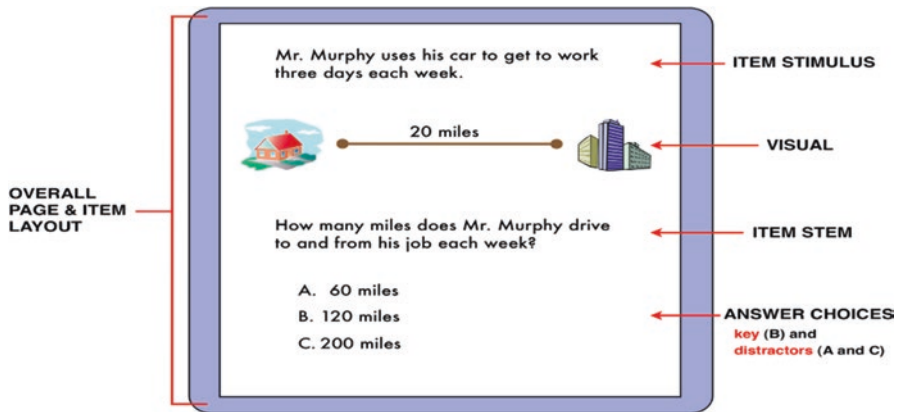 Mr. Murphy uses his car to get to work
three days each week.
ITEM STIMULUS
20 miles
VISUAL
OVERALL
PAGE & ITEM
LAYOUT
How many miles does Mr. Murphy drive
to and from his job each week?
ITEM STEM
A. 60 miles
B. 120 miles
C. 200 miles
ANSWER CHOICES
key (B) and
distractors (A and C)